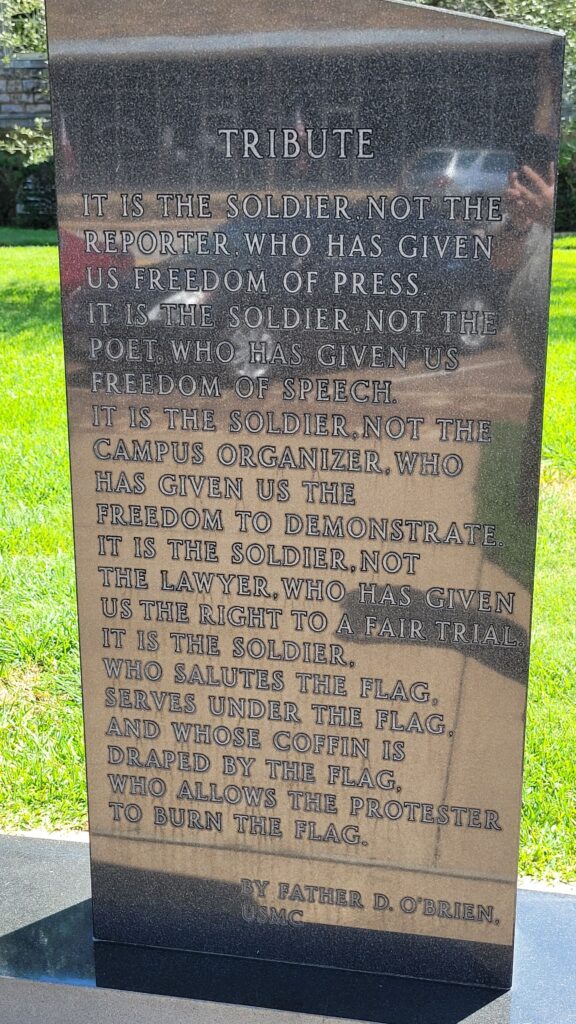 TRIBUTE
IT IS THE SOLDIER, NOT THE
REPORTER, WHO HAS GIVEN
US FREEDOM OF PRESS.
IT IS THE SOLDIER, NOT THE
POET, WHO HAS GIVEN US
FREEDOM OF SPEECH.
IT IS THE SOLDIER, NOT THE
CAMPUS ORGANIZER, WHO
HAS GIVEN US THE
FREEDOM TO DEMONSTRATE.
IT IS THE SOLDIER, NOT
THE LAWYER, WHO HAS GIVEN
US THE RIGHT TO A FAIR TRIAL.
IT IS THE SOLDIER,
WHO SALUTES THE FLAG,
SERVES UNDER THE FLAG,
AND WHOSE COFFIN IS
DRAPED BY THE FLAG,
WHO ALLOWS THE PROTESTER
TO BURN THE FLAG.
BY FATHER D. O'BRIEN,
USMC